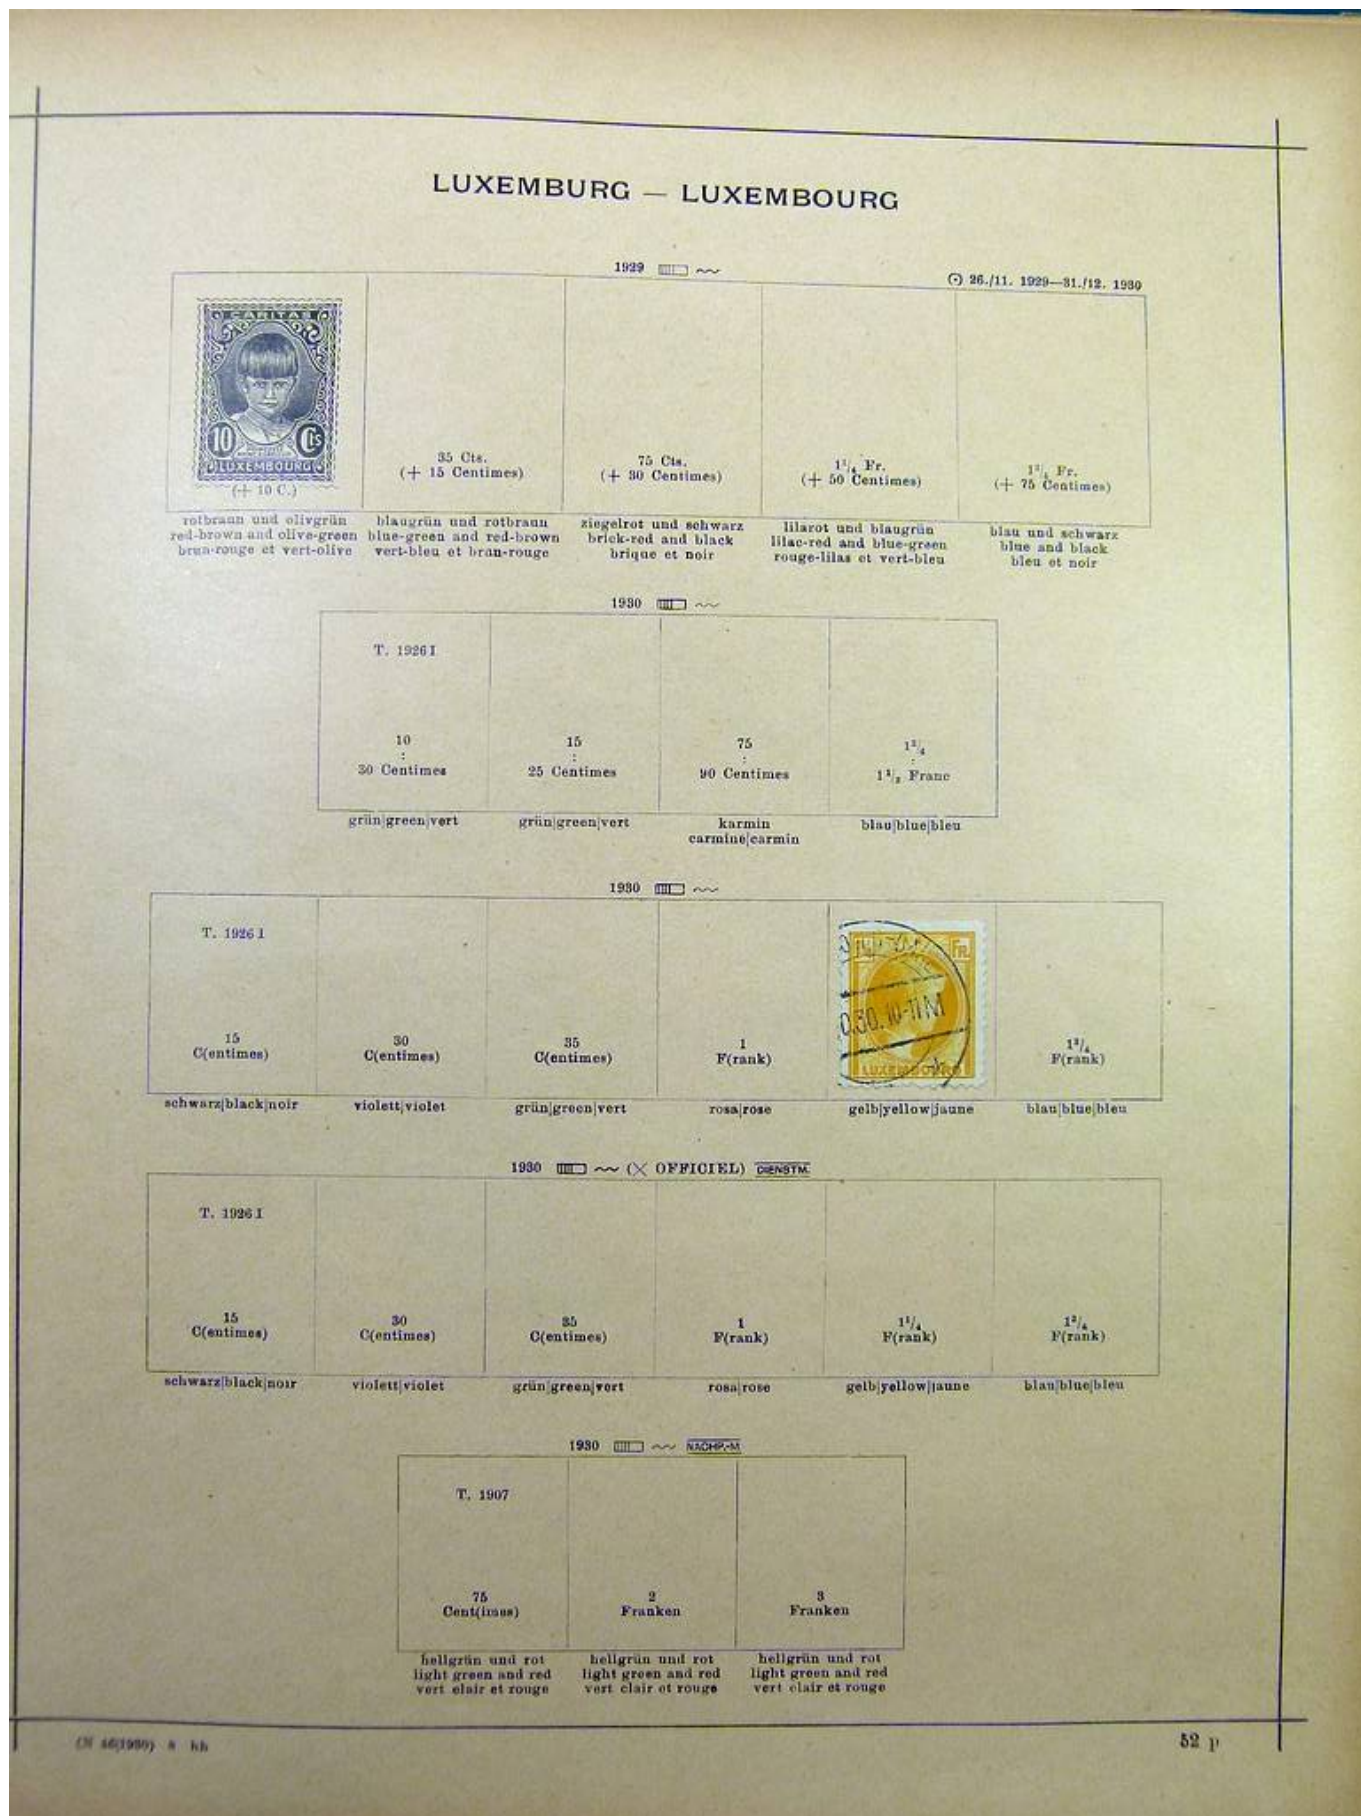 LUXEMBURG — LUXEMBOURG
1929
⊙ 26./11. 1929—31./12. 1930
CARITAS
10 Cts
LUXEMBOURG
(+ 10 C.)
35 Cts.
(+ 15 Centimes)
75 Cts.
(+ 30 Centimes)
1¹/₄ Fr.
(+ 50 Centimes)
1³/₄ Fr.
(+ 75 Centimes)
rotbraun und olivgrün
red-brown and olive-green
brun-rouge et vert-olive
blaugrün und rotbraun
blue-green and red-brown
vert-bleu et brun-rouge
ziegelrot und schwarz
brick-red and black
brique et noir
lilarot und blaugrün
lilac-red and blue-green
rouge-lilas et vert-bleu
blau und schwarz
blue and black
bleu et noir
1930
T. 1926 I
10
:
30 Centimes
15
:
25 Centimes
75
:
90 Centimes
1³/₄
:
1¹/₂ Franc
grün|green|vert
grün|green|vert
karmin
carmine|carmin
blau|blue|bleu
1930
T. 1926 I
15
C(entimes)
30
C(entimes)
35
C(entimes)
1
F(rank)
FR.
0.30.10-11M
LUXEMBOURG
1³/₄
F(rank)
schwarz|black|noir
violett|violet
grün|green|vert
rosa|rose
gelb|yellow|jaune
blau|blue|bleu
1930 (X OFFICIEL) DIENSTM.
T. 1926 I
15
C(entimes)
30
C(entimes)
35
C(entimes)
1
F(rank)
1¹/₄
F(rank)
1³/₄
F(rank)
schwarz|black|noir
violett|violet
grün|green|vert
rosa|rose
gelb|yellow|jaune
blau|blue|bleu
1930 NACHP.-M
T. 1907
75
Cent(imes)
2
Franken
3
Franken
hellgrün und rot
light green and red
vert clair et rouge
hellgrün und rot
light green and red
vert clair et rouge
hellgrün und rot
light green and red
vert clair et rouge
52 p